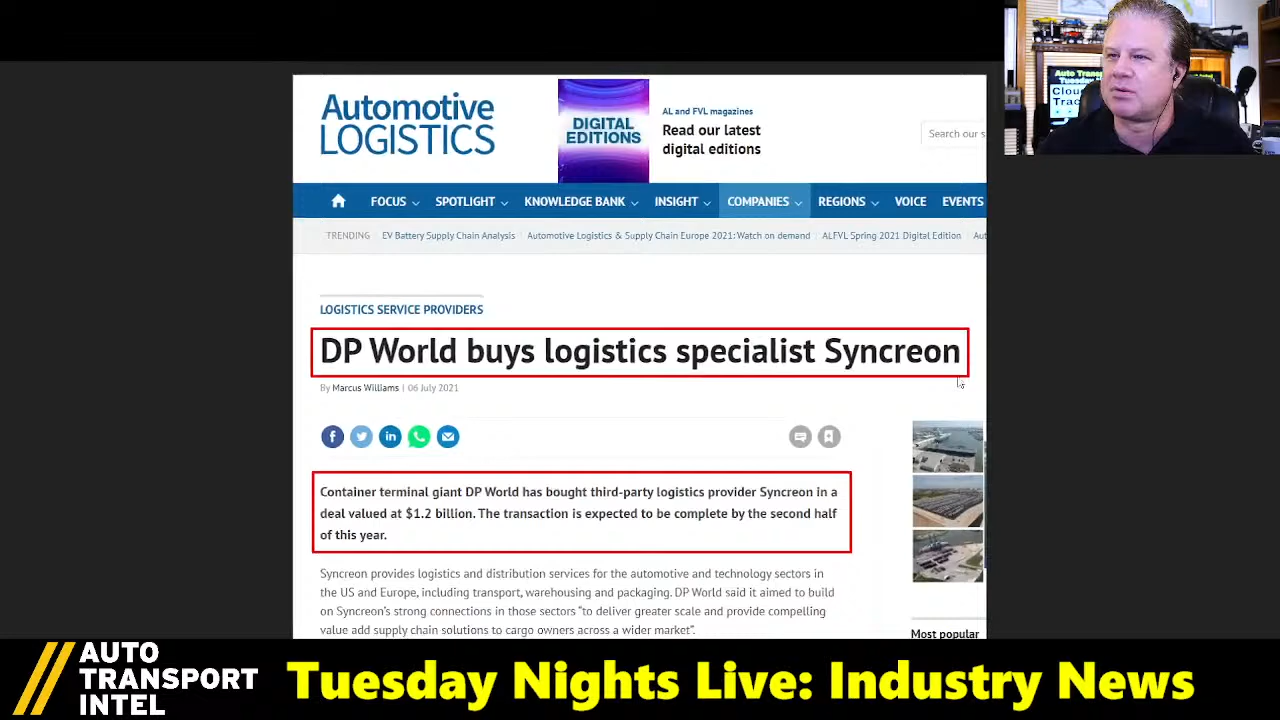 Auto Trans
Tuesday N
Cloud
Trac
Automotive
LOGISTICS
DIGITAL
EDITIONS
AL and FVL magazines
Read our latest
digital editions
Search our s
FOCUS
SPOTLIGHT
KNOWLEDGE BANK
INSIGHT
COMPANIES
REGIONS
VOICE
EVENTS
TRENDING EV Battery Supply Chain Analysis Automotive Logistics & Supply Chain Europe 2021: Watch on demand ALFVL Spring 2021 Digital Edition Aut
LOGISTICS SERVICE PROVIDERS
DP World buys logistics specialist Syncreon
By Marcus Williams | 06 July 2021
Container terminal giant DP World has bought third-party logistics provider Syncreon in a
deal valued at $1.2 billion. The transaction is expected to be complete by the second half
of this year.
Syncreon provides logistics and distribution services for the automotive and technology sectors in
the US and Europe, including transport, warehousing and packaging. DP World said it aimed to build
on Syncreon's strong connections in those sectors “to deliver greater scale and provide compelling
value add supply chain solutions to cargo owners across a wider market”.
Most popular
AUTO
TRANSPORT
INTEL
Tuesday Nights Live: Industry News